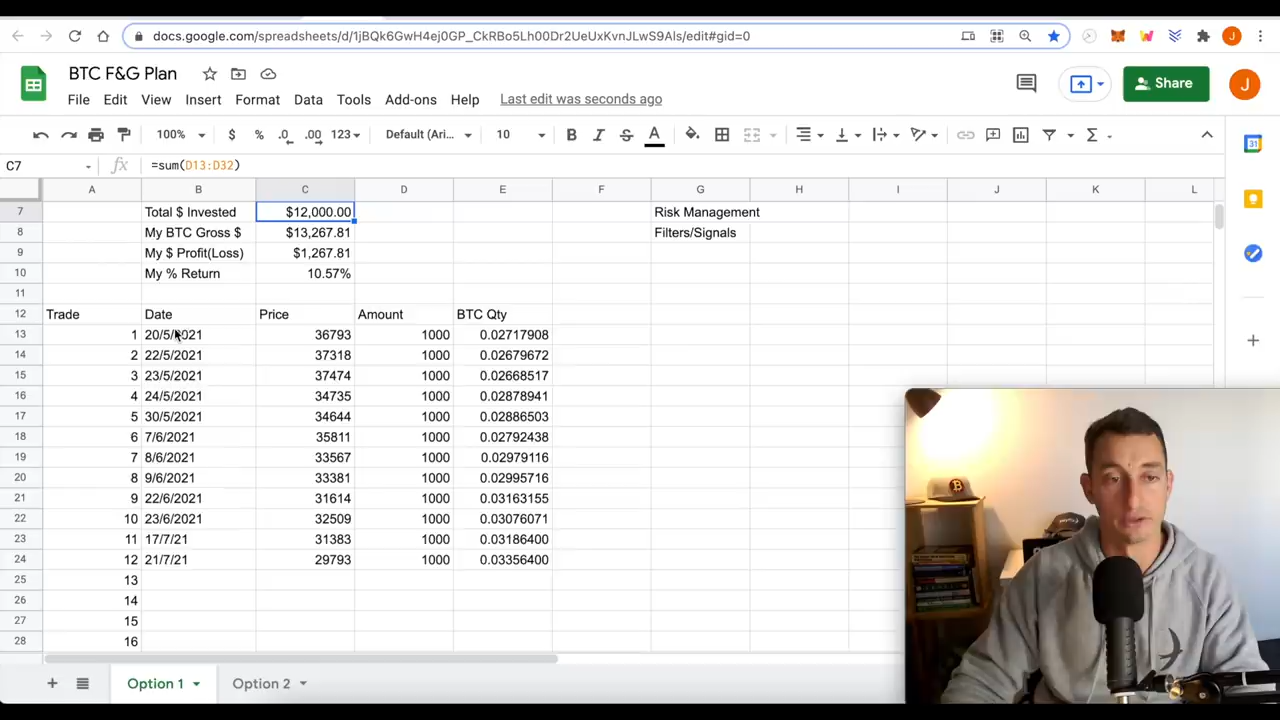 docs.google.com/spreadsheets/d/1jBQk6GwH4ej0GP_CkRBo5Lh00Dr2UeUxKvnJLwS9Als/edit#gid=0
BTC F&G Plan
File Edit View Insert Format Data Tools Add-ons Help Last edit was seconds ago
Share
J
J
100% $ % .0 .00 123 Default (Ari... 10 B I S A
C7 fx =sum(D13:D32)
A B C D E F G H I J K L
7 Total $ Invested $12,000.00 Risk Management
8 My BTC Gross $ $13,267.81 Filters/Signals
9 My $ Profit(Loss) $1,267.81
10 My % Return 10.57%
11
12 Trade Date Price Amount BTC Qty
13 1 20/5/2021 36793 1000 0.02717908
14 2 22/5/2021 37318 1000 0.02679672
15 3 23/5/2021 37474 1000 0.02668517
16 4 24/5/2021 34735 1000 0.02878941
17 5 30/5/2021 34644 1000 0.02886503
18 6 7/6/2021 35811 1000 0.02792438
19 7 8/6/2021 33567 1000 0.02979116
20 8 9/6/2021 33381 1000 0.02995716
21 9 22/6/2021 31614 1000 0.03163155
22 10 23/6/2021 32509 1000 0.03076071
23 11 17/7/21 31383 1000 0.03186400
24 12 21/7/21 29793 1000 0.03356400
25 13
26 14
27 15
28 16
Option 1 Option 2
31